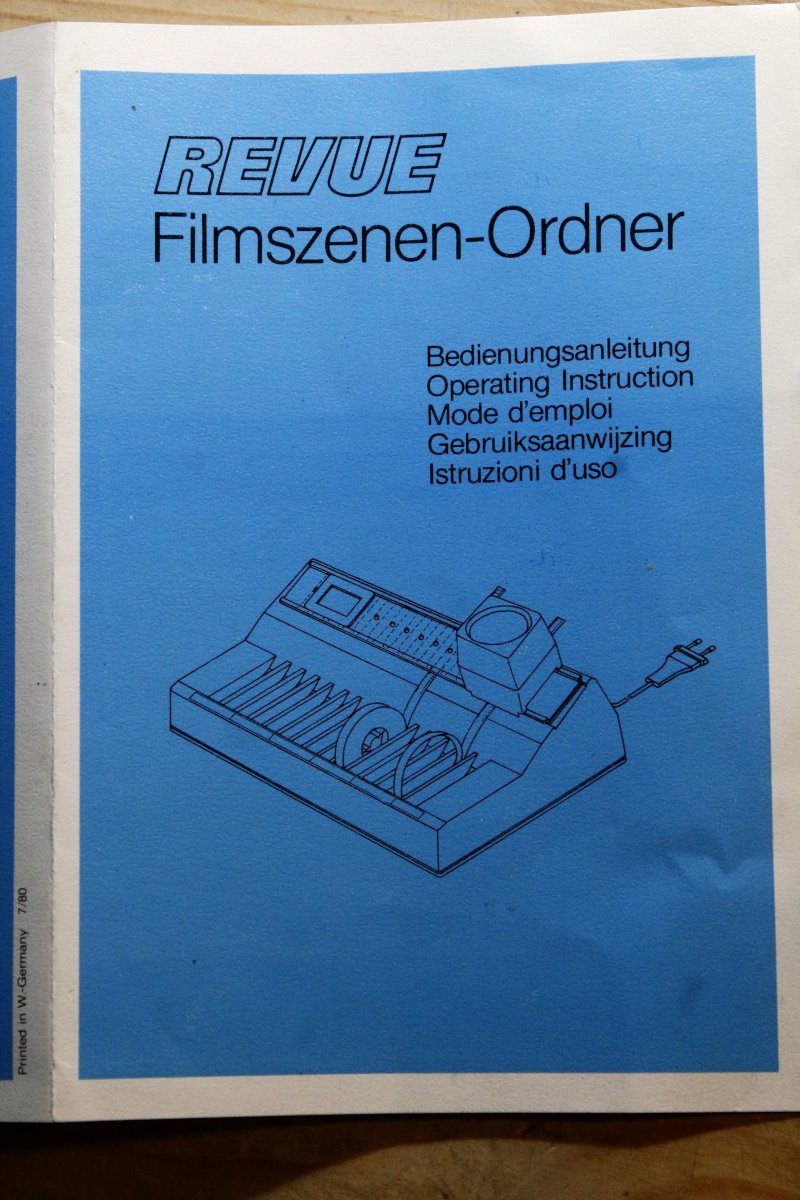 REVUE
Filmszenen-Ordner
Bedienungsanleitung
Operating Instruction
Mode d'emploi
Gebruiksaanwijzing
Istruzioni d'uso
Printed in W.-Germany 7/80